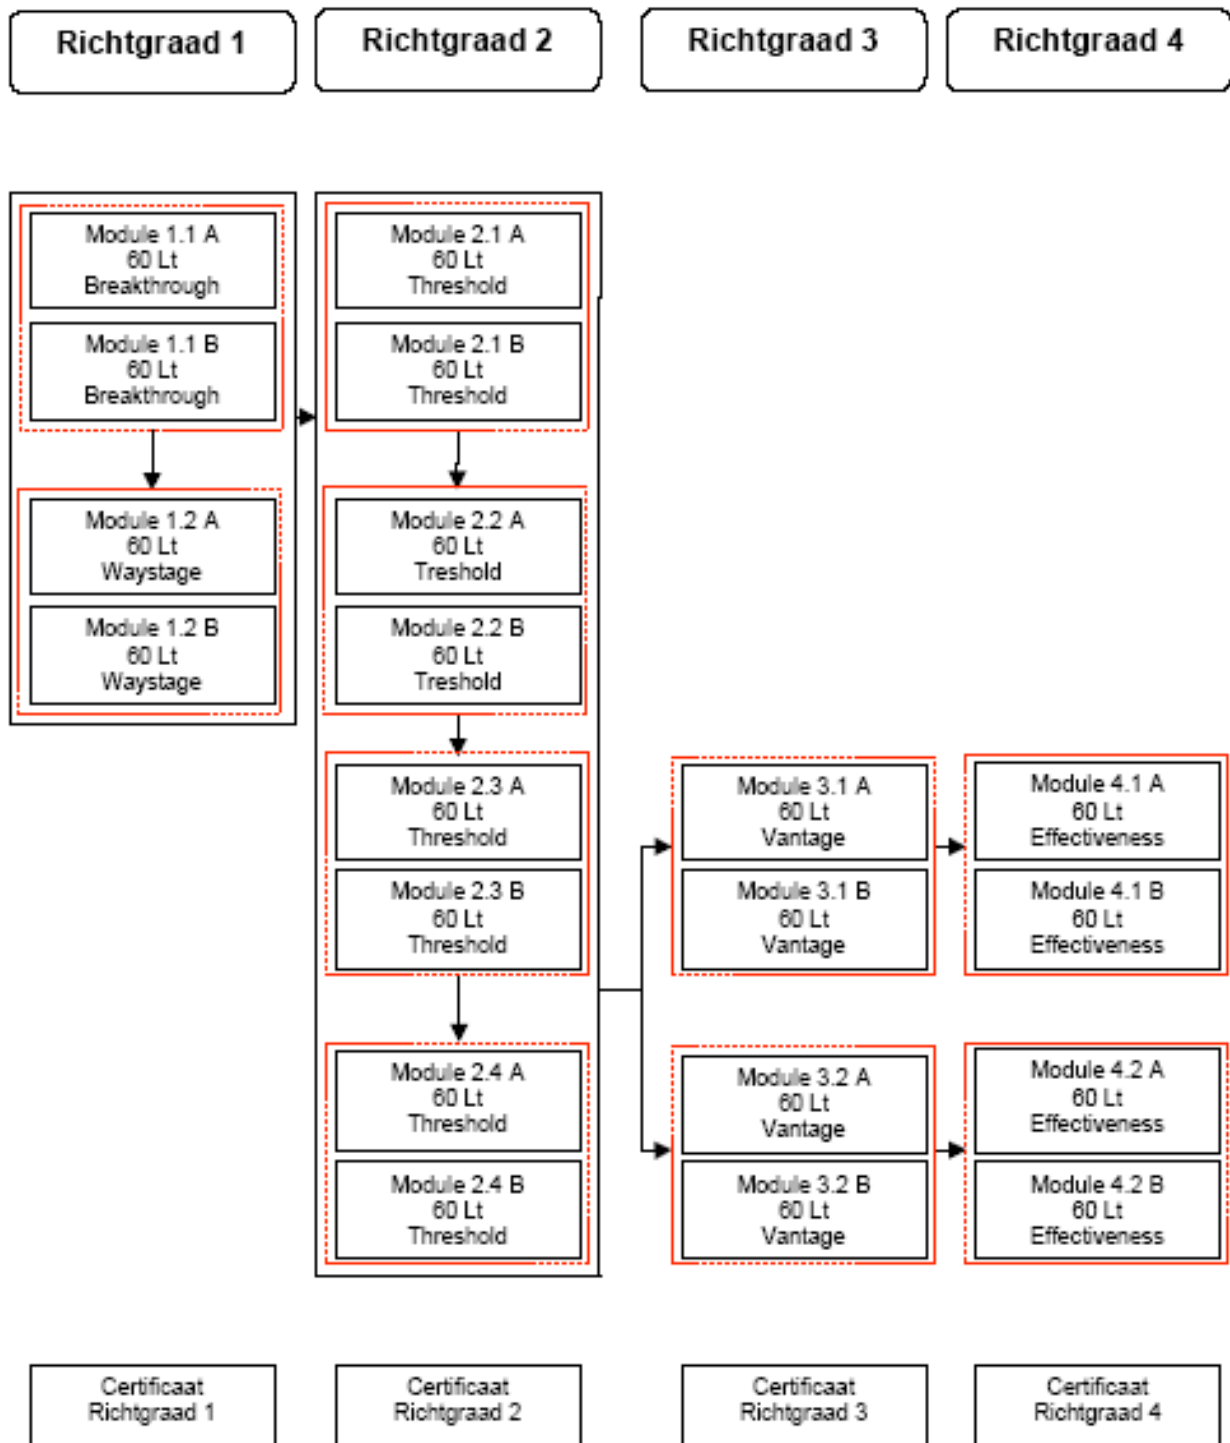 Richtgraad 1
Richtgraad 2
Richtgraad 3
Richtgraad 4
Module 1.1 A
60 Lt
Breakthrough
Module 1.1 B
60 Lt
Breakthrough
Module 1.2 A
60 Lt
Waystage
Module 1.2 B
60 Lt
Waystage
Module 2.1 A
60 Lt
Threshold
Module 2.1 B
60 Lt
Threshold
Module 2.2 A
60 Lt
Treshold
Module 2.2 B
60 Lt
Treshold
Module 2.3 A
60 Lt
Threshold
Module 2.3 B
60 Lt
Threshold
Module 2.4 A
60 Lt
Threshold
Module 2.4 B
60 Lt
Threshold
Module 3.1 A
60 Lt
Vantage
Module 3.1 B
60 Lt
Vantage
Module 3.2 A
60 Lt
Vantage
Module 3.2 B
60 Lt
Vantage
Module 4.1 A
60 Lt
Effectiveness
Module 4.1 B
60 Lt
Effectiveness
Module 4.2 A
60 Lt
Effectiveness
Module 4.2 B
60 Lt
Effectiveness
Certificaat
Richtgraad 1
Certificaat
Richtgraad 2
Certificaat
Richtgraad 3
Certificaat
Richtgraad 4